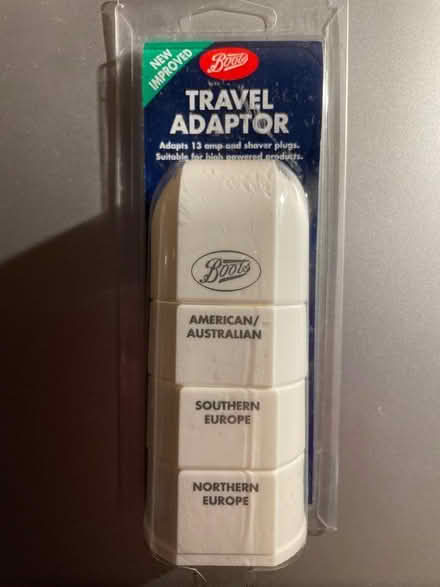 NEW
IMPROVED
Boots
TRAVEL
ADAPTOR
Adapts 13 amp and shaver plugs.
Suitable for high powered products.
Boots
AMERICAN/
AUSTRALIAN
SOUTHERN
EUROPE
NORTHERN
EUROPE